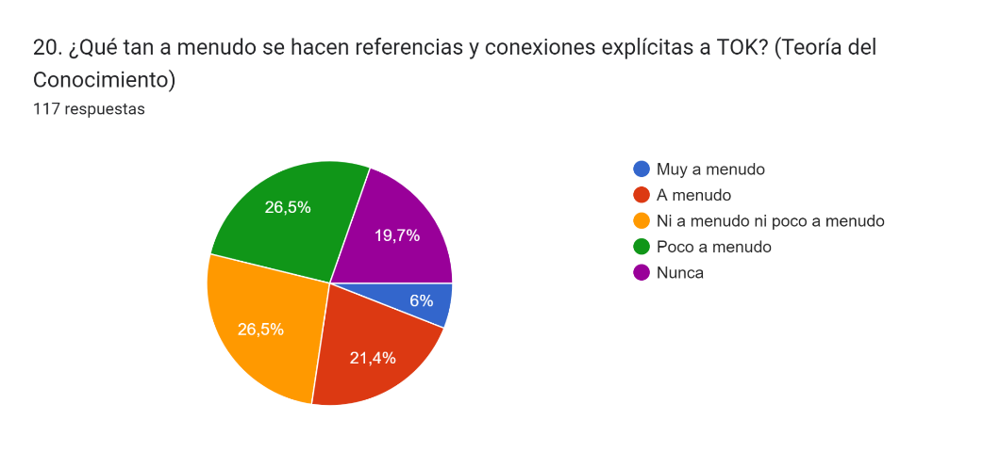 20. ¿Qué tan a menudo se hacen referencias y conexiones explícitas a TOK? (Teoría del
Conocimiento)
117 respuestas
Muy a menudo
A menudo
Ni a menudo ni poco a menudo
Poco a menudo
Nunca
26,5%
19,7%
6%
26,5%
21,4%